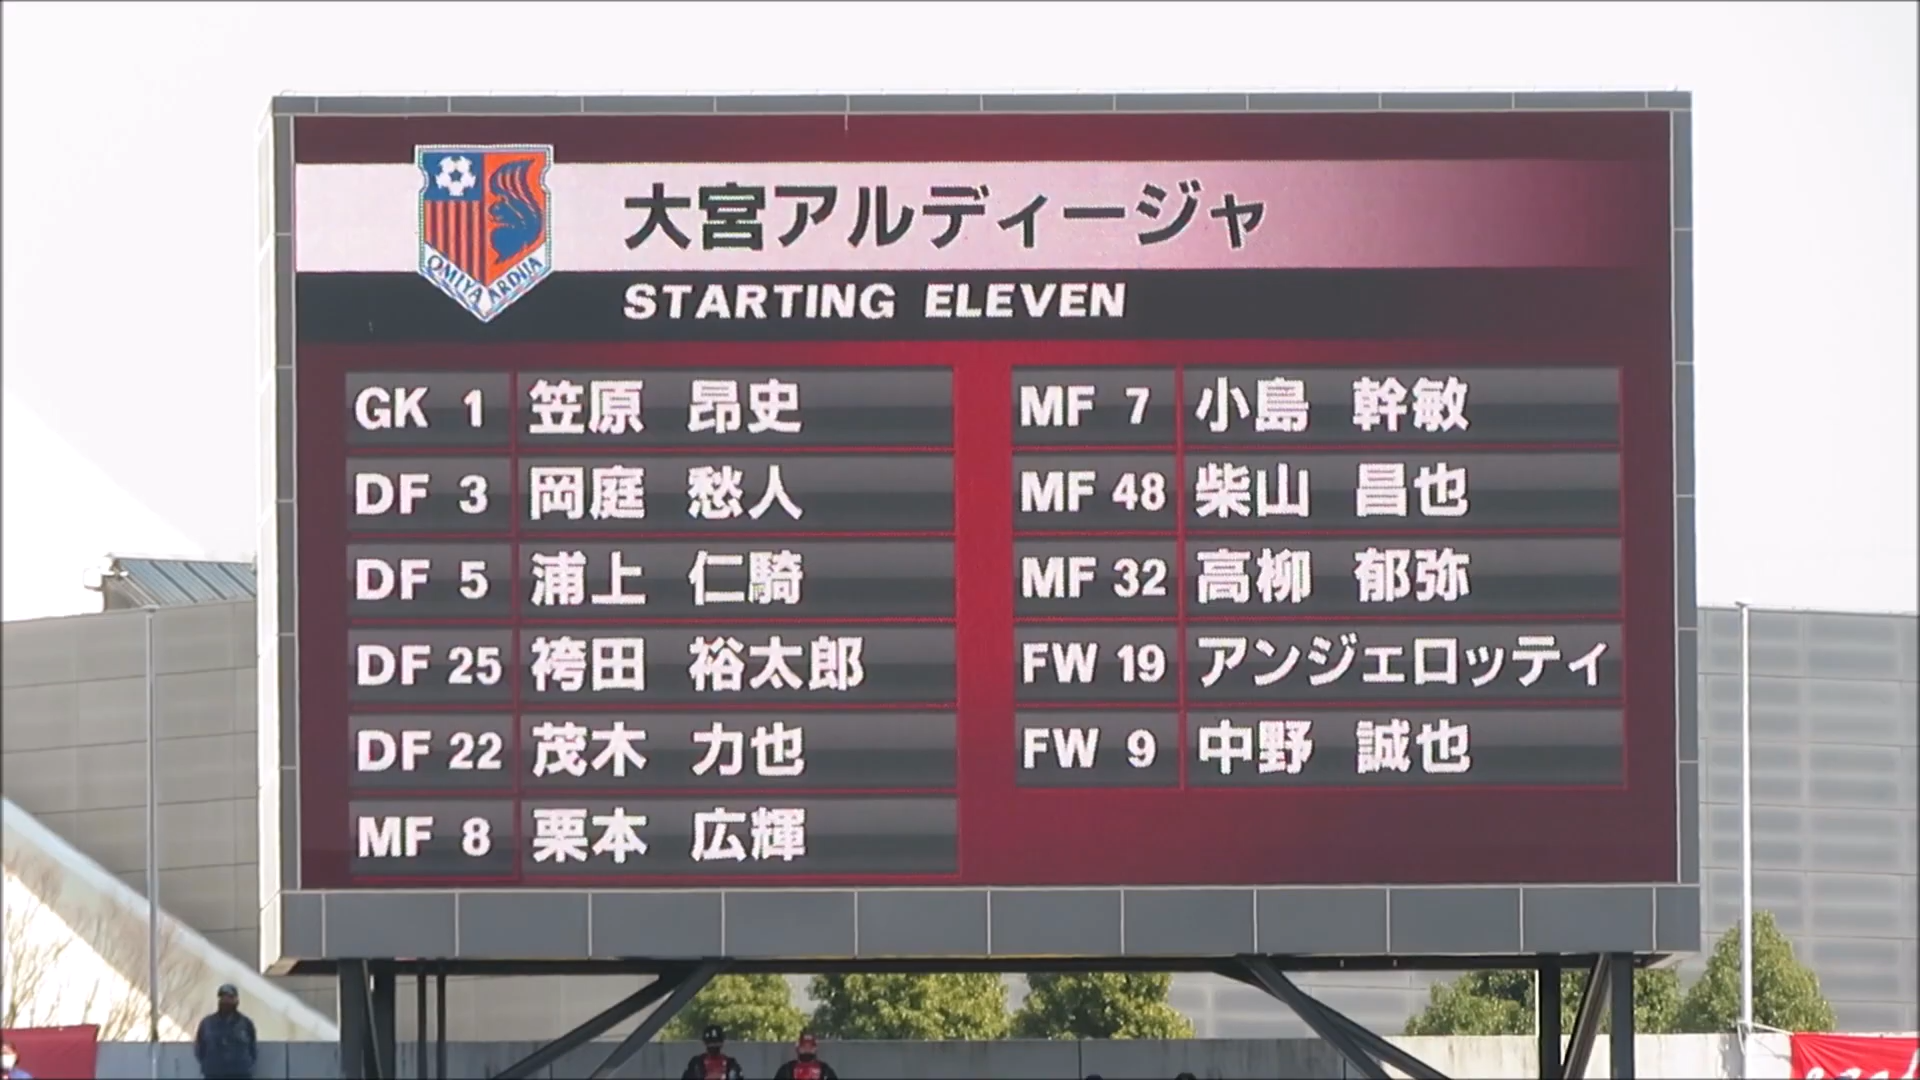 OMIYA ARDIJA
大宮アルディージャ
STARTING ELEVEN
GK 1 笠原 昂史
DF 3 岡庭 愁人
DF 5 浦上 仁騎
DF 25 袴田 裕太郎
DF 22 茂木 力也
MF 8 栗本 広輝
MF 7 小島 幹敏
MF 48 柴山 昌也
MF 32 高柳 郁弥
FW 19 アンジェロッティ
FW 9 中野 誠也